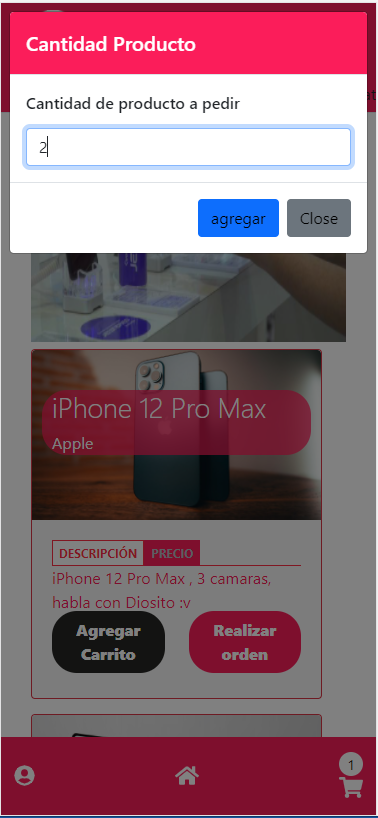 Cantidad Producto
Cantidad de producto a pedir
2
agregar Close
iPhone 12 Pro Max
Apple
DESCRIPCIÓN PRECIO
iPhone 12 Pro Max , 3 camaras,
habla con Diosito :v
Agregar
Carrito
Realizar
orden
1